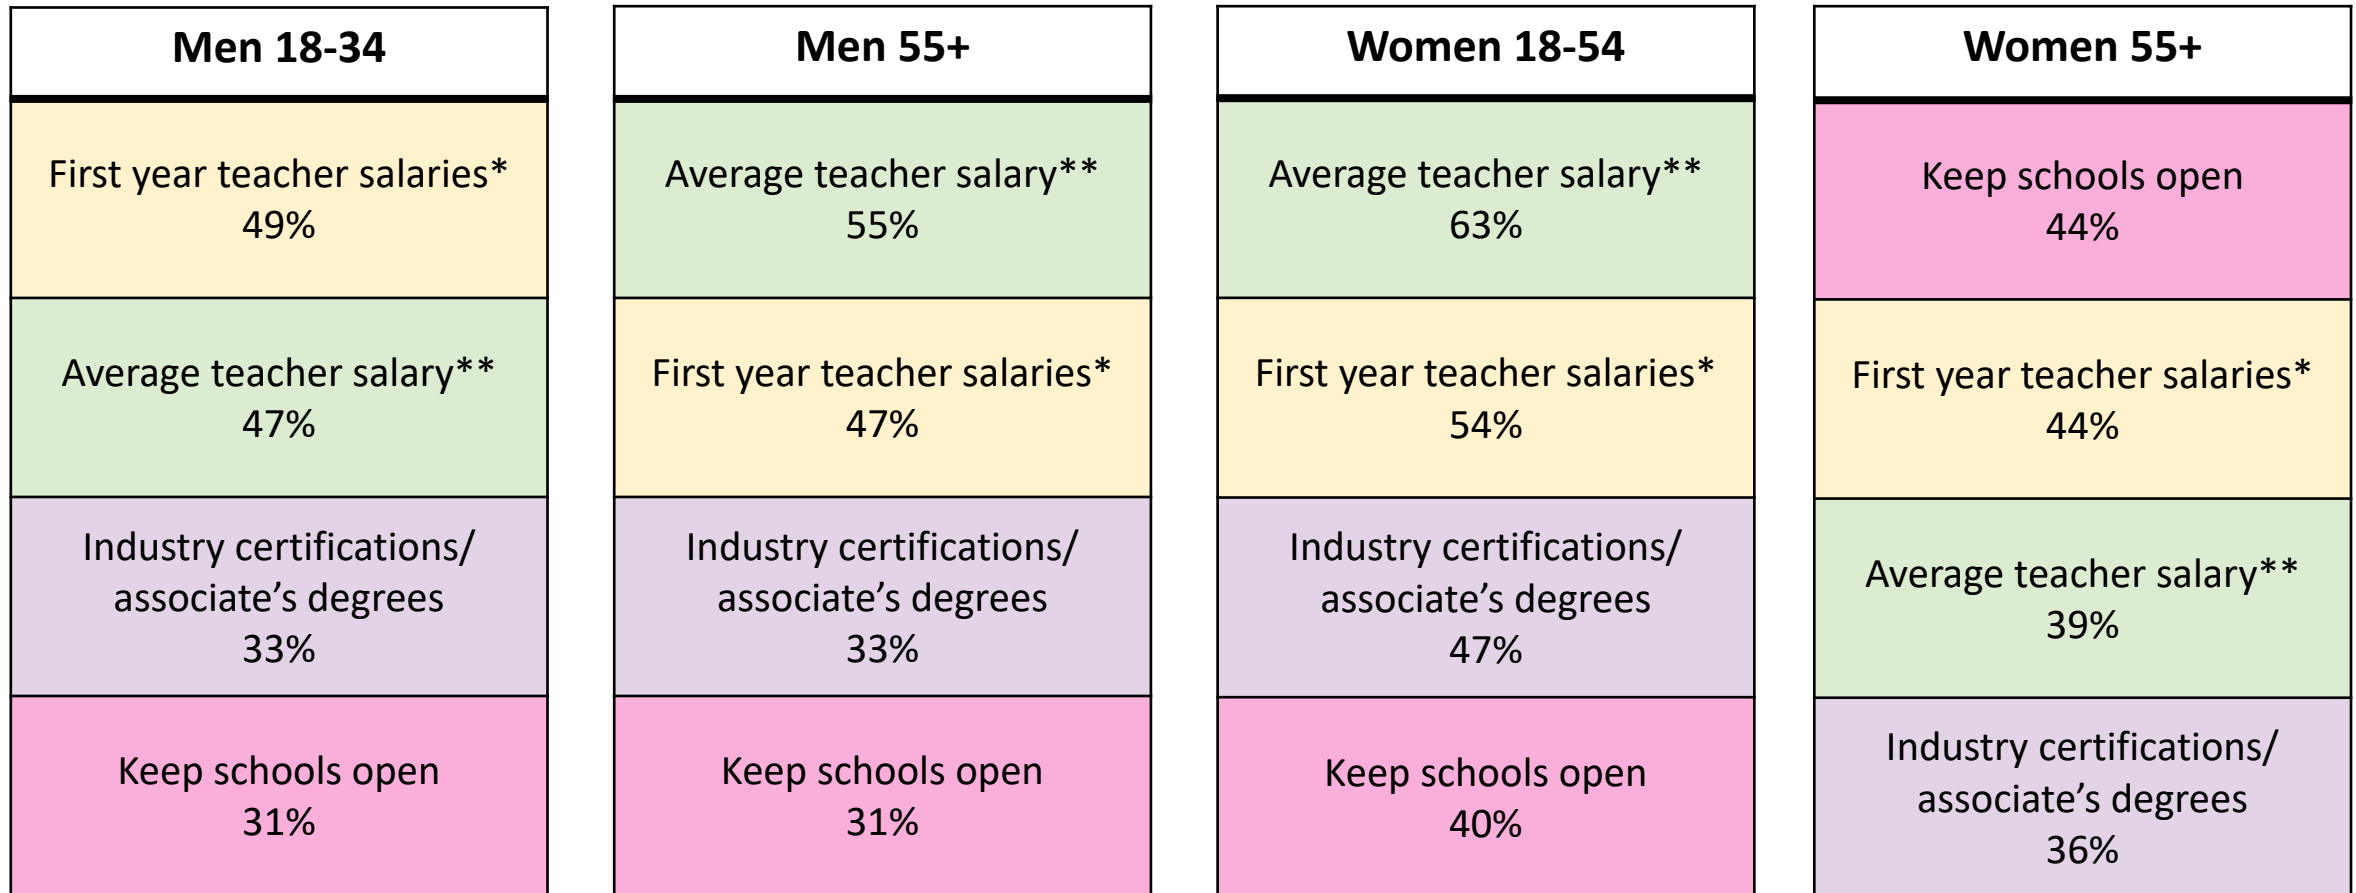 Men 18-34
First year teacher salaries*
49%
Average teacher salary**
47%
Industry certifications/
associate’s degrees
33%
Keep schools open
31%
Men 55+
Average teacher salary**
55%
First year teacher salaries*
47%
Industry certifications/
associate’s degrees
33%
Keep schools open
31%
Women 18-54
Average teacher salary**
63%
First year teacher salaries*
54%
Industry certifications/
associate’s degrees
47%
Keep schools open
40%
Women 55+
Keep schools open
44%
First year teacher salaries*
44%
Average teacher salary**
39%
Industry certifications/
associate’s degrees
36%